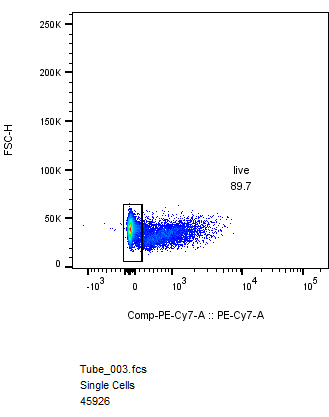 250K
200K
150K
100K
50K
0
FSC-H
live
89.7
-10³ 0 10³ 10⁴ 10⁵
Comp-PE-Cy7-A :: PE-Cy7-A
Tube_003.fcs
Single Cells
45926